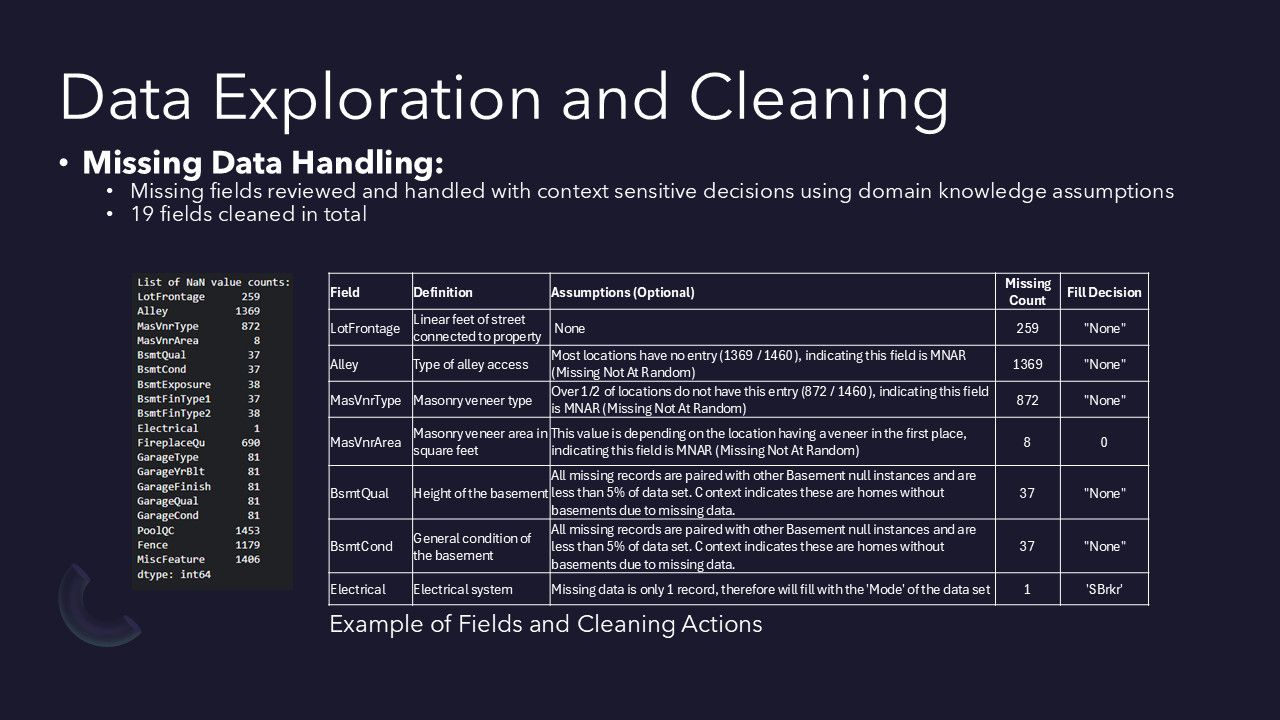 Data Exploration and Cleaning
• Missing Data Handling:
• Missing fields reviewed and handled with context sensitive decisions using domain knowledge assumptions
• 19 fields cleaned in total
List of NaN value counts:
LotFrontage 259
Alley 1369
MasVnrType 872
MasVnrArea 8
BsmtQual 37
BsmtCond 37
BsmtExposure 38
BsmtFinType1 37
BsmtFinType2 38
Electrical 1
FireplaceQu 690
GarageType 81
GarageYrBlt 81
GarageFinish 81
GarageQual 81
GarageCond 81
PoolQC 1453
Fence 1179
MiscFeature 1406
dtype: int64
Field Definition Assumptions (Optional) Missing Count Fill Decision
LotFrontage
Linear feet of street
connected to property
None
259
"None"
Alley
Type of alley access
Most locations have no entry (1369 / 1460), indicating this field is MNAR
(Missing Not At Random)
1369
"None"
MasVnrType
Masonry veneer type
Over 1/2 of locations do not have this entry (872 / 1460), indicating this field
is MNAR (Missing Not At Random)
872
"None"
MasVnrArea
Masonry veneer area in
square feet
This value is depending on the location having a veneer in the first place,
indicating this field is MNAR (Missing Not At Random)
8
0
BsmtQual
Height of the basement
All missing records are paired with other Basement null instances and are
less than 5% of data set. C ontext indicates these are homes without
basements due to missing data.
37
"None"
BsmtCond
General condition of
the basement
All missing records are paired with other Basement null instances and are
less than 5% of data set. C ontext indicates these are homes without
basements due to missing data.
37
"None"
Electrical
Electrical system
Missing data is only 1 record, therefore will fill with the 'Mode' of the data set
1
'SBrkr'
Example of Fields and Cleaning Actions